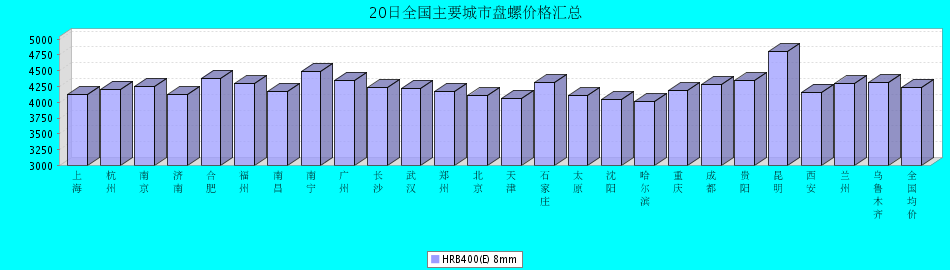 20日全国主要城市盘螺价格汇总
5000
4750
4500
4250
4000
3750
3500
3250
3000
上海
杭州
南京
济南
合肥
福州
南昌
南宁
广州
长沙
武汉
郑州
北京
天津
石家庄
太原
沈阳
哈尔滨
重庆
成都
贵阳
昆明
西安
兰州
乌鲁木齐
全国均价
HRB400(E) 8mm